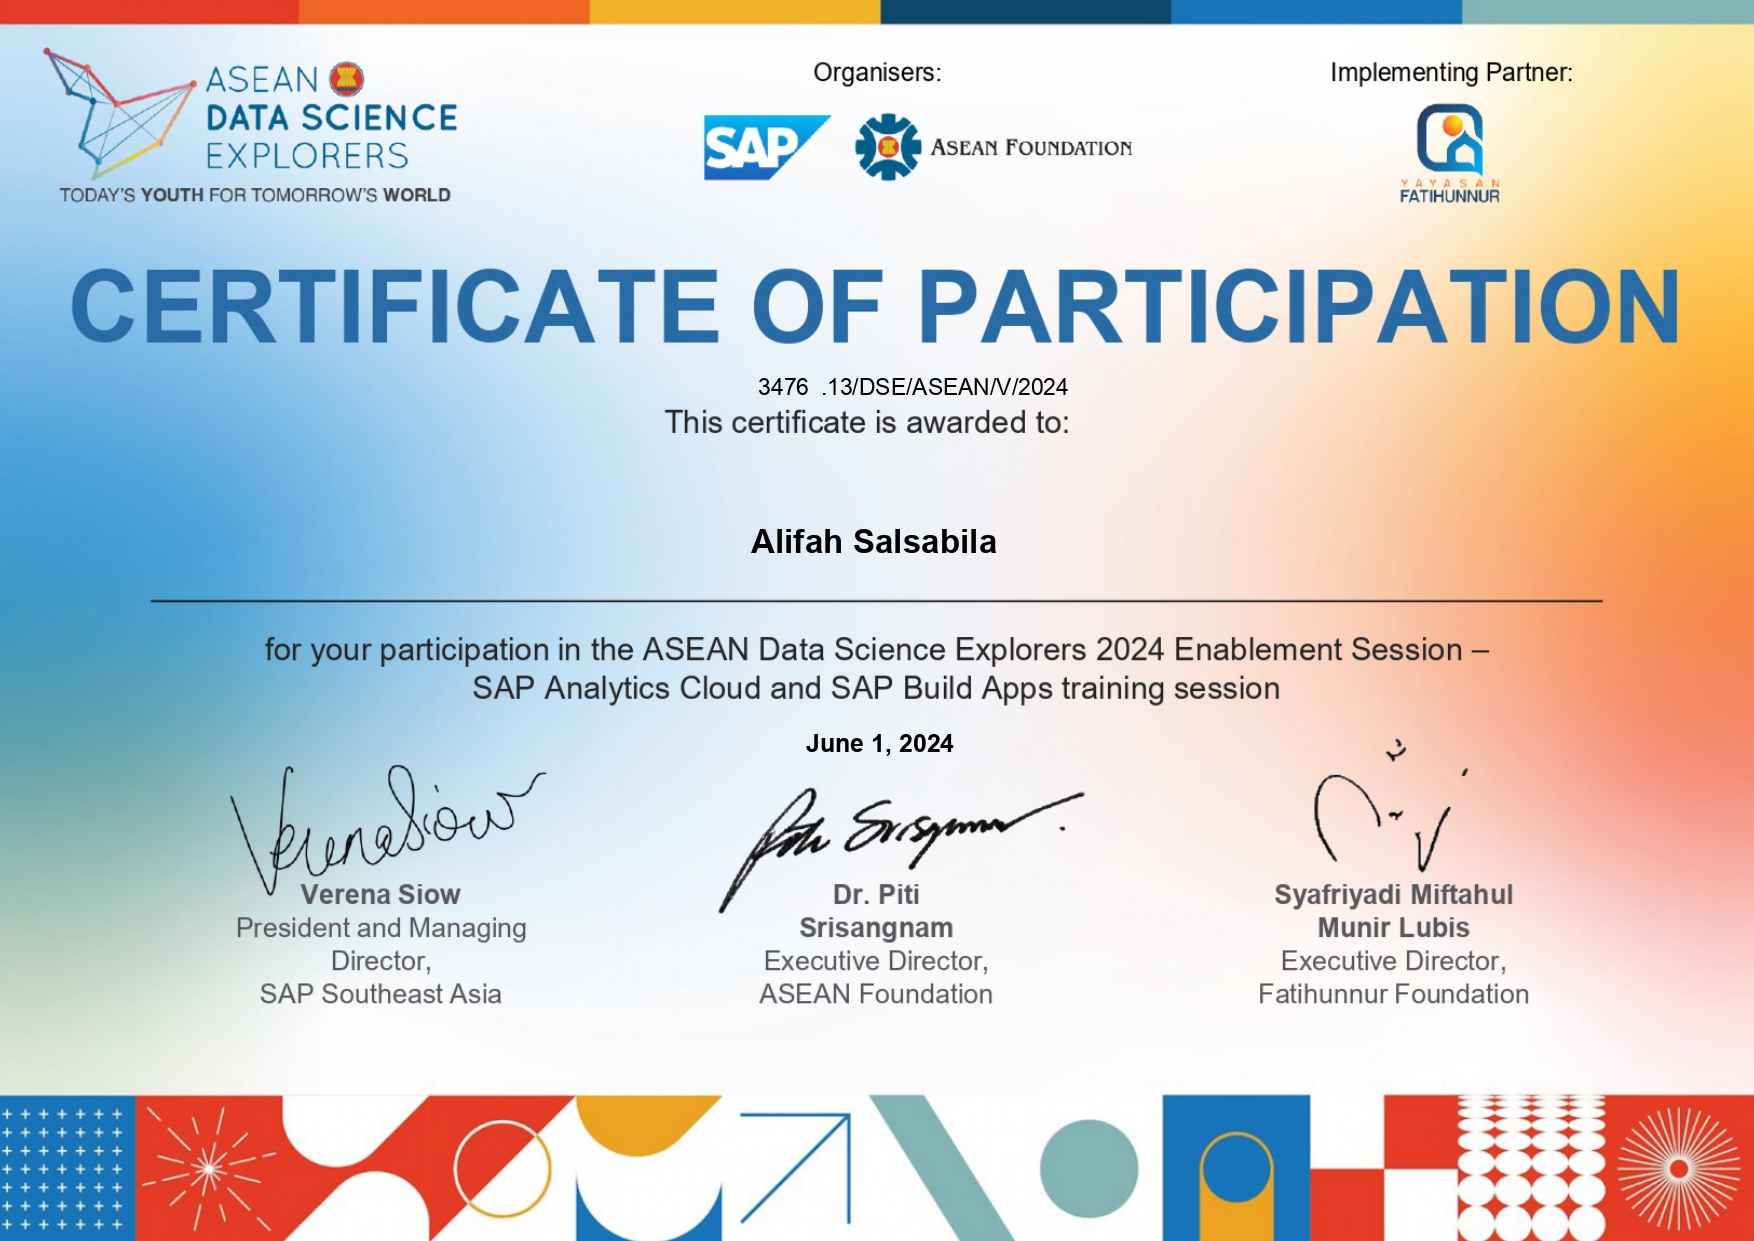 ASEAN
DATA SCIENCE
EXPLORERS
TODAY'S YOUTH FOR TOMORROW'S WORLD
Organisers:
SAP
ASEAN FOUNDATION
Implementing Partner:
YAYASAN
FATIHUNNUR
CERTIFICATE OF PARTICIPATION
3476 .13/DSE/ASEAN/V/2024
This certificate is awarded to:
Alifah Salsabila
for your participation in the ASEAN Data Science Explorers 2024 Enablement Session –
SAP Analytics Cloud and SAP Build Apps training session
June 1, 2024
Verena Siow
Verena Siow
President and Managing
Director,
SAP Southeast Asia
Dr. Piti
Srisangnam
Executive Director,
ASEAN Foundation
Syafriyadi Miftahul
Munir Lubis
Executive Director,
Fatihunnur Foundation